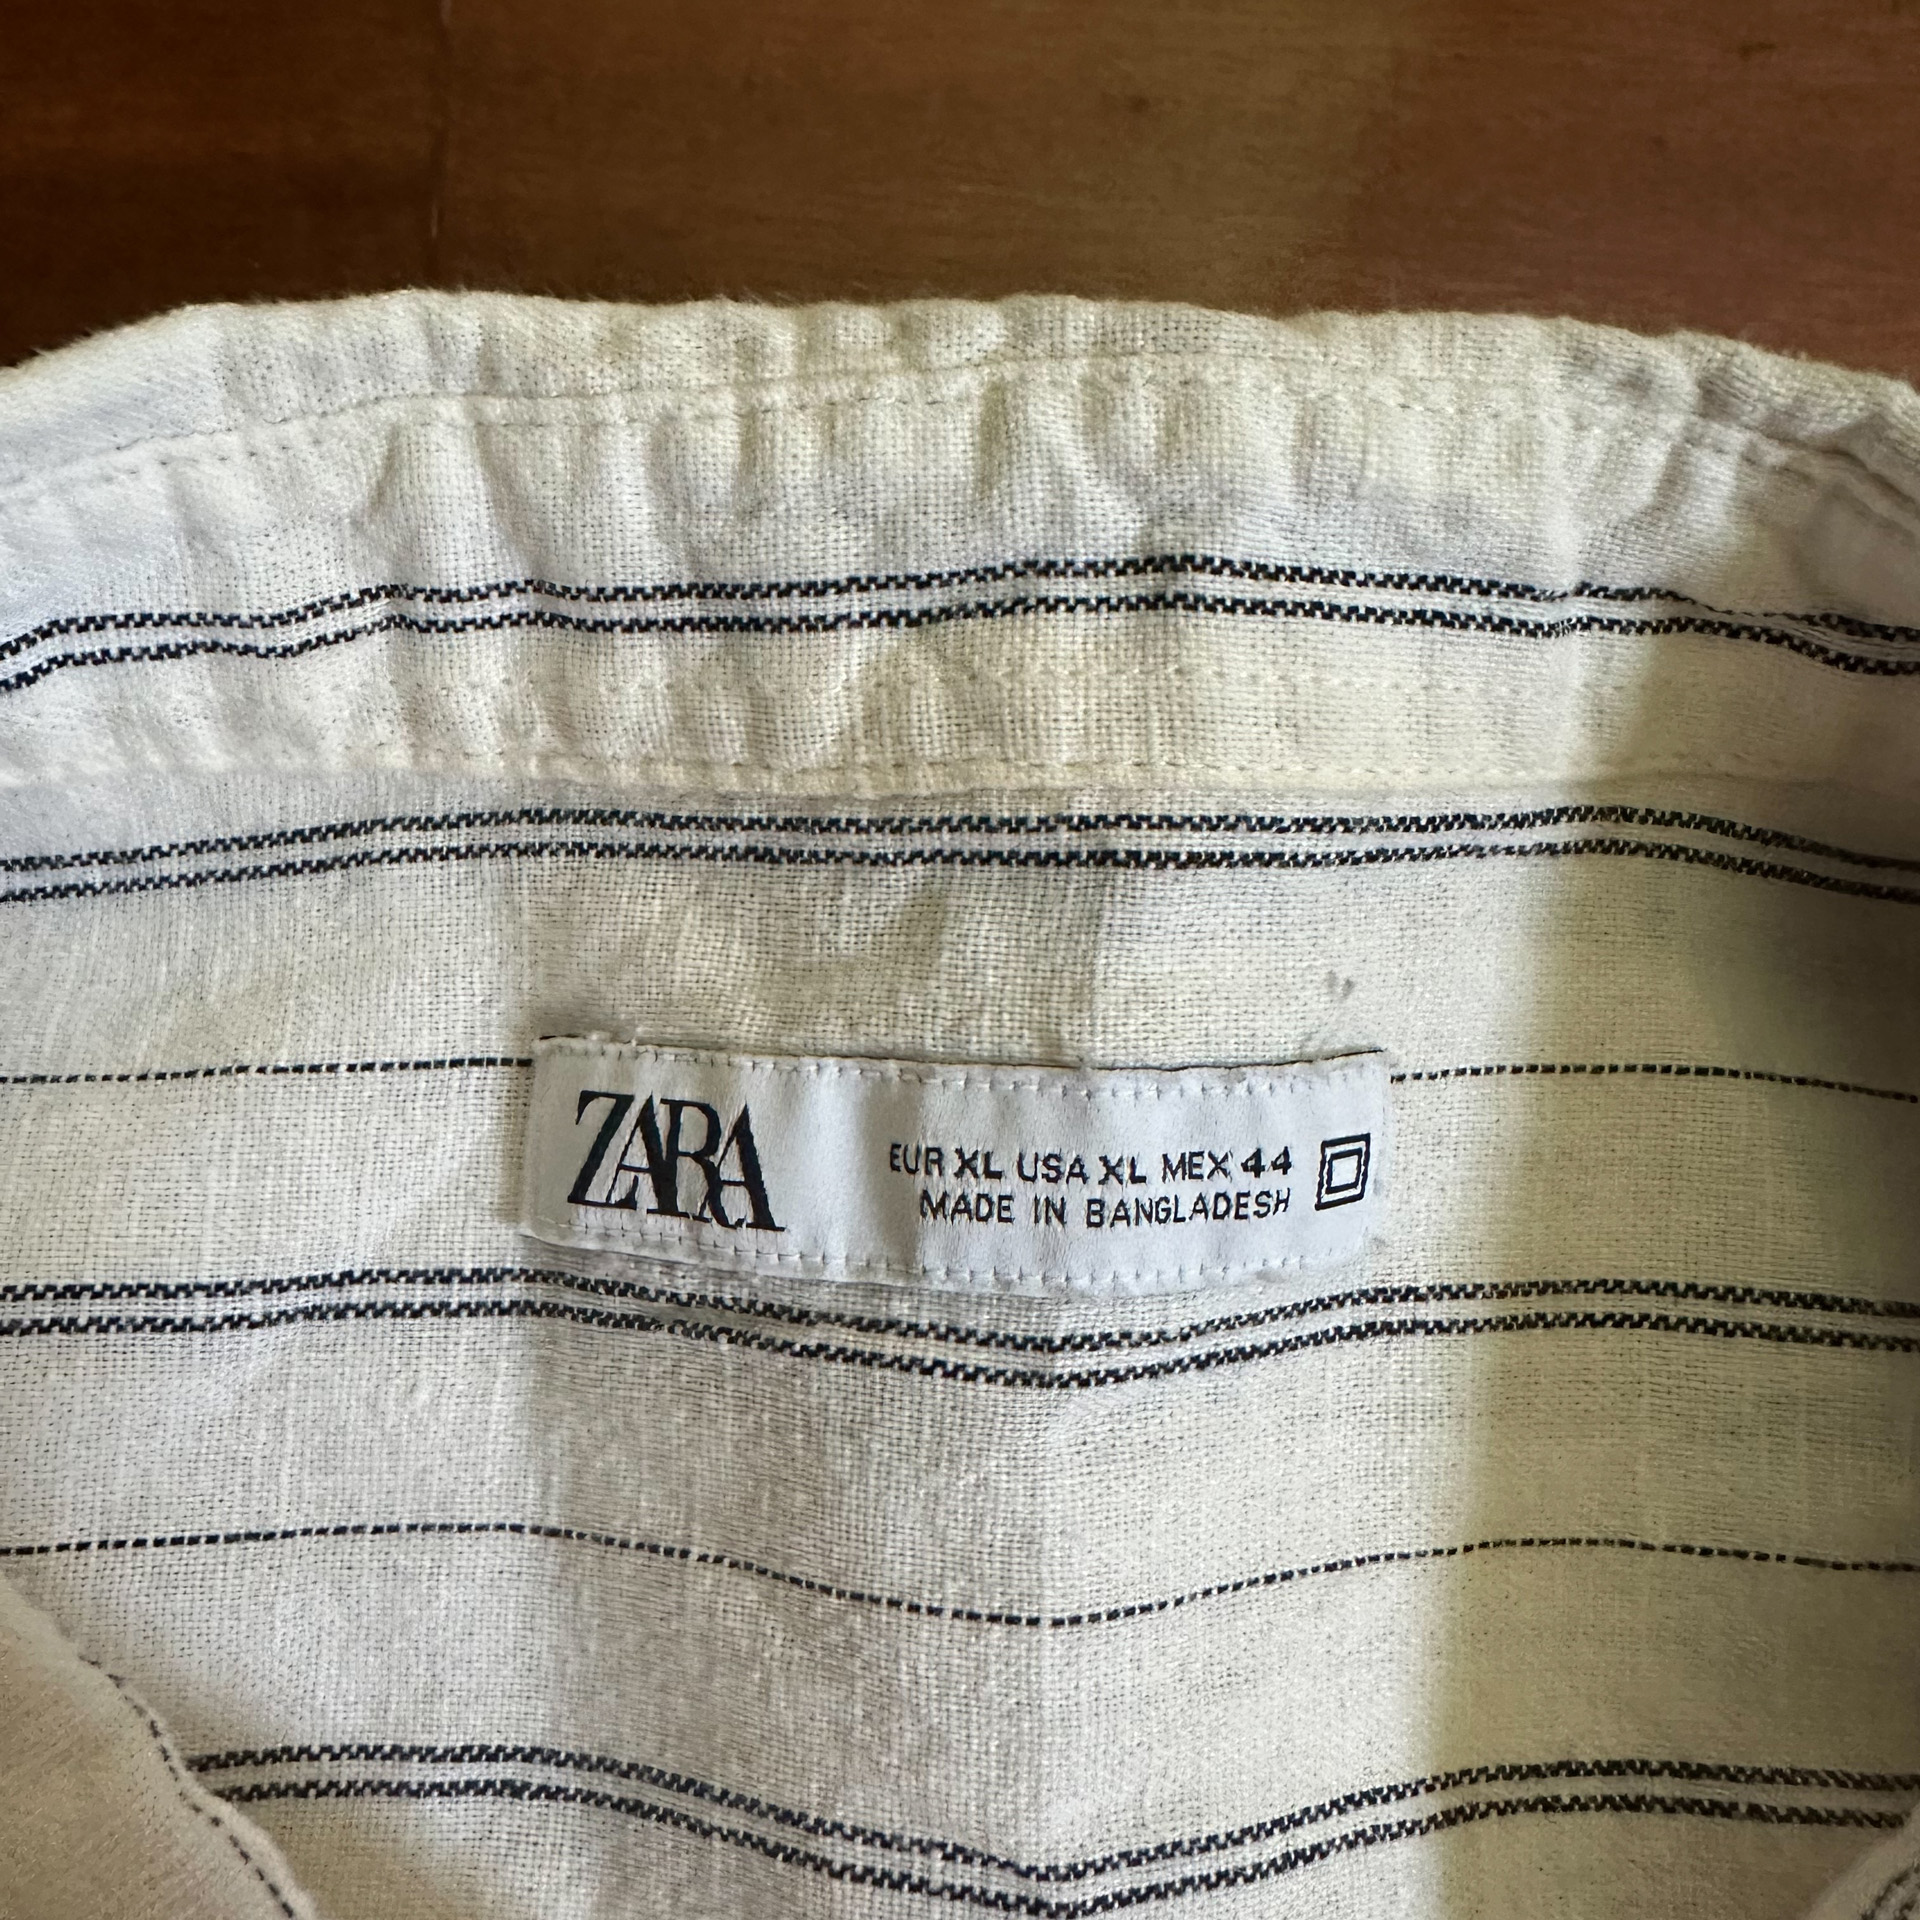 ZARA
EUR XL USA XL MEX 44
MADE IN BANGLADESH